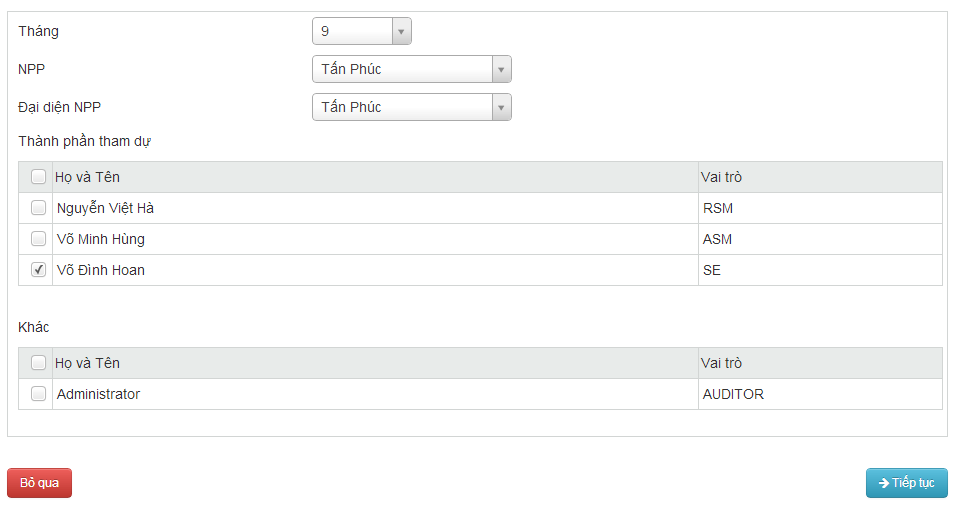 Tháng 9
NPP Tấn Phúc
Đại diện NPP Tấn Phúc
Thành phần tham dự
Họ và Tên Vai trò
Nguyễn Việt Hà RSM
Võ Minh Hùng ASM
Võ Đình Hoan SE
Khác
Họ và Tên Vai trò
Administrator AUDITOR
Bỏ qua Tiếp tục